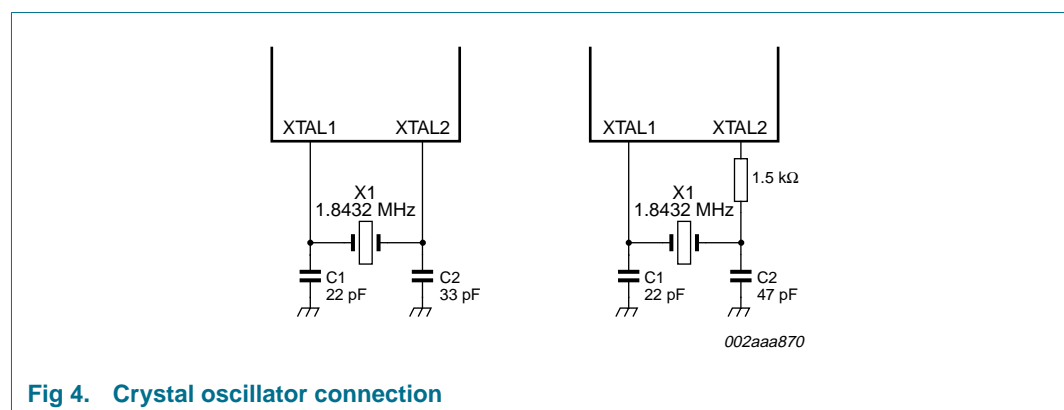 XTAL1 XTAL2
X1
1.8432 MHz
C1
22 pF
C2
33 pF
XTAL1 XTAL2
1.5 kΩ
X1
1.8432 MHz
C1
22 pF
C2
47 pF
002aaa870
Fig 4. Crystal oscillator connection